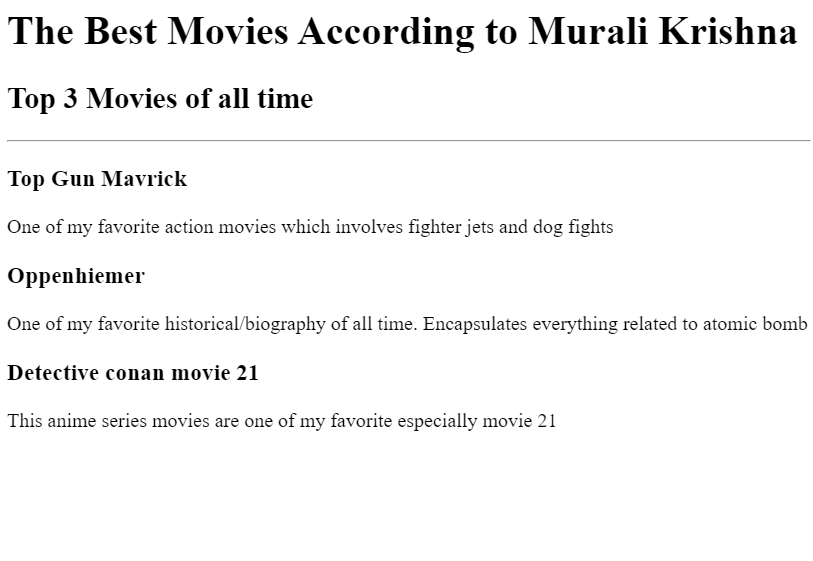 The Best Movies According to Murali Krishna
Top 3 Movies of all time
Top Gun Mavrick
One of my favorite action movies which involves fighter jets and dog fights
Oppenhiemer
One of my favorite historical/biography of all time. Encapsulates everything related to atomic bomb
Detective conan movie 21
This anime series movies are one of my favorite especially movie 21